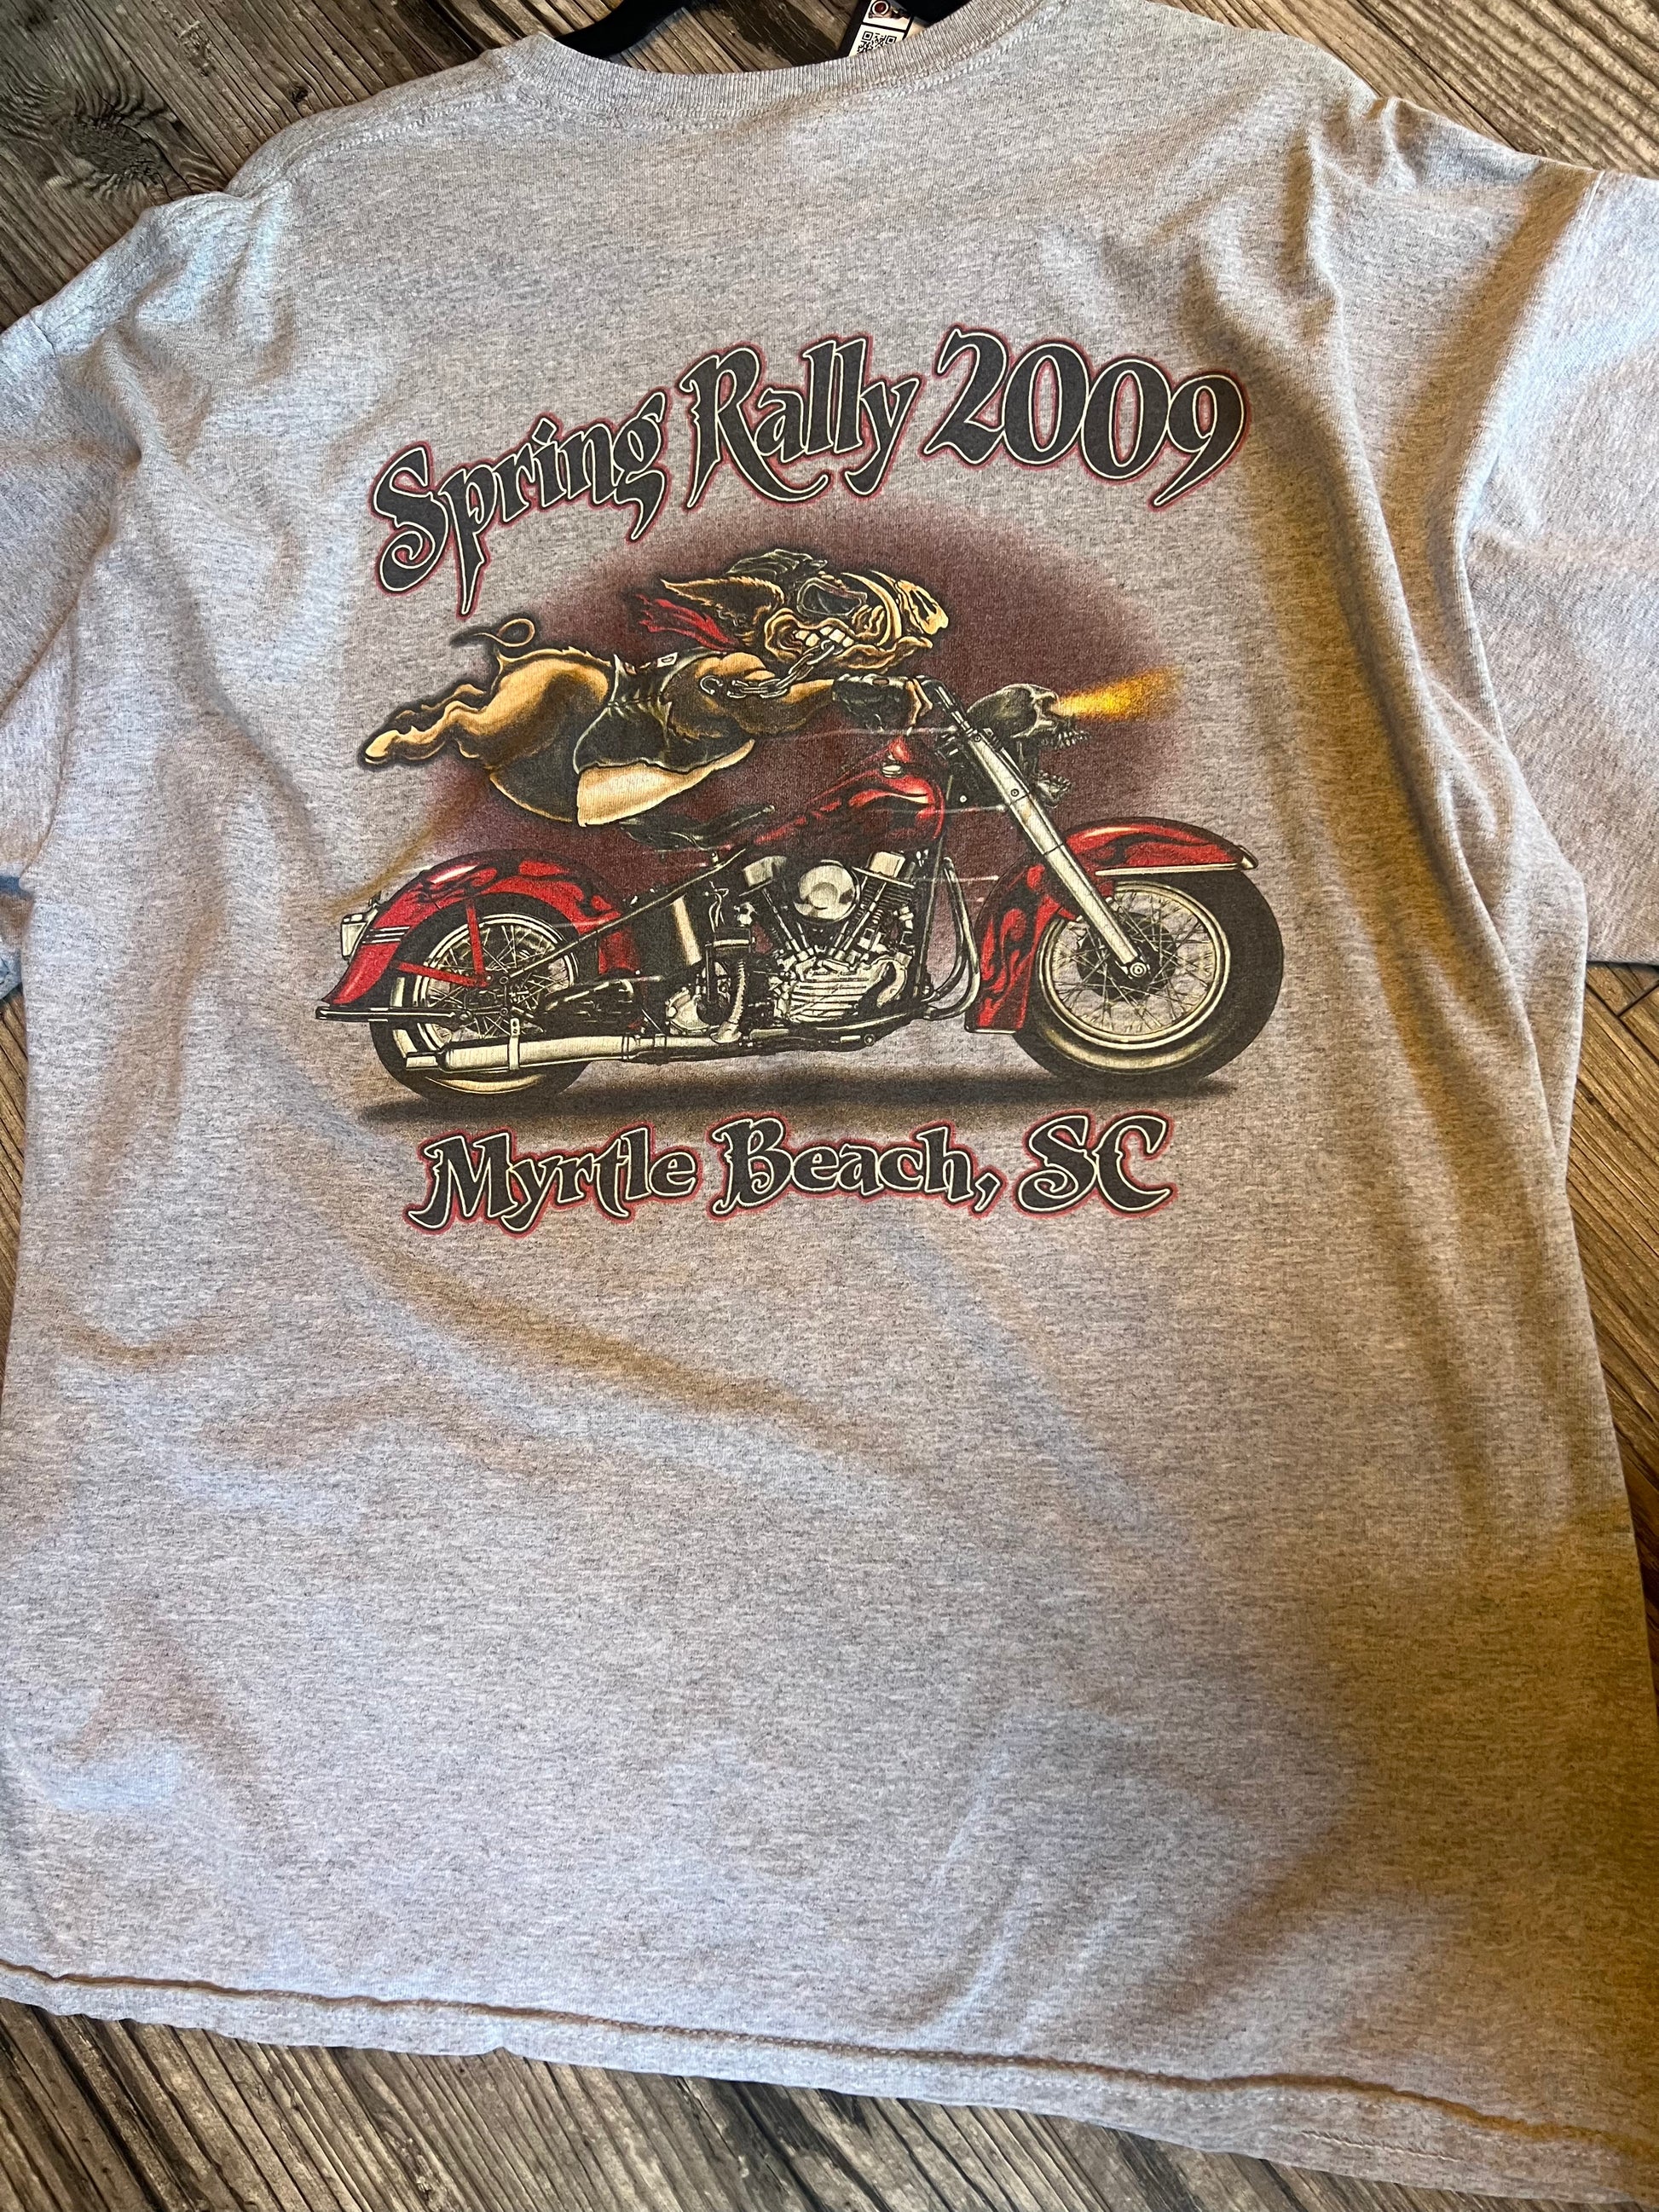 Spring Rally 2009
Myrtle Beach, SC